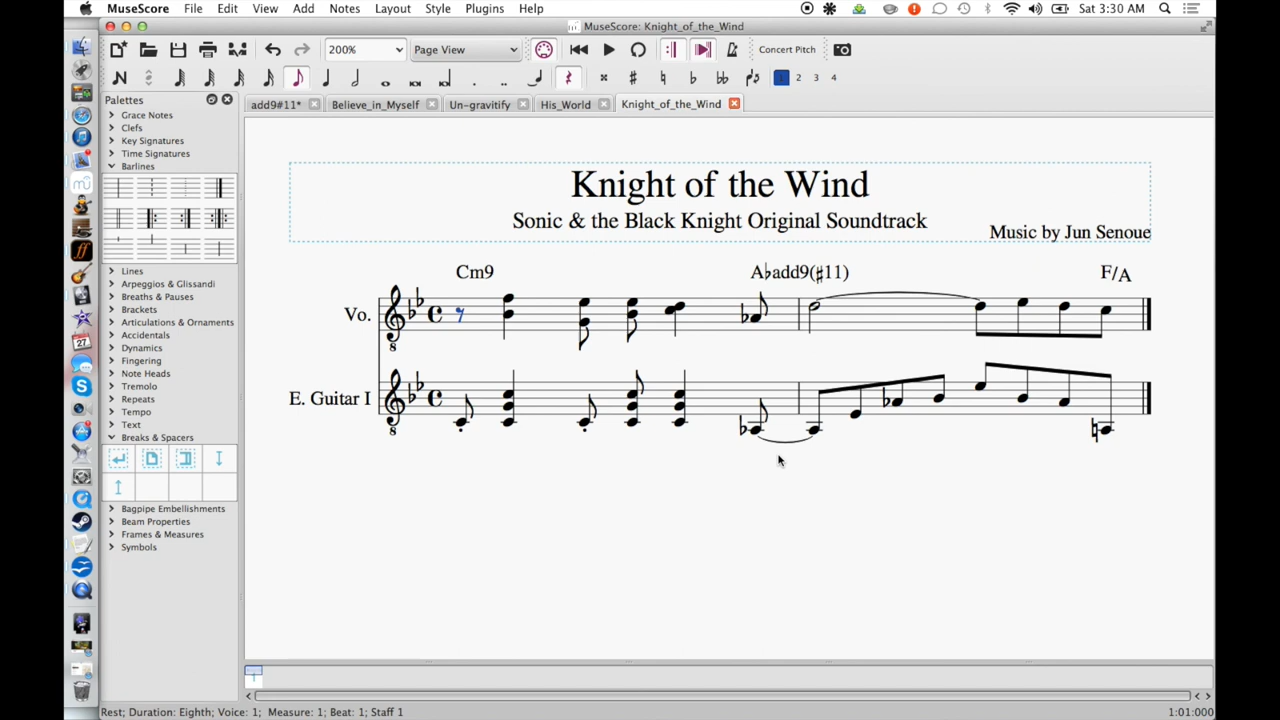 MuseScore File Edit View Add Notes Layout Style Plugins Help Sat 3:30 AM
MuseScore: Knight_of_the_Wind
200% Page View Concert Pitch
N 1 2 3 4
Palettes
add9#11* Believe_in_Myself Un-gravitify His_World Knight_of_the_Wind
Grace Notes
Clefs
Key Signatures
Time Signatures
Barlines
Lines
Arpeggios & Glissandi
Breaths & Pauses
Brackets
Articulations & Ornaments
Accidentals
Dynamics
Fingering
Note Heads
Tremolo
Repeats
Tempo
Text
Breaks & Spacers
Bagpipe Embellishments
Beam Properties
Frames & Measures
Symbols
Knight of the Wind
Sonic & the Black Knight Original Soundtrack
Music by Jun Senoue
Cm9 A♭add9(♯11) F/A
Vo.
8
E. Guitar I
8
1
Rest; Duration: Eighth; Voice: 1; Measure: 1; Beat: 1; Staff 1 1:01:000